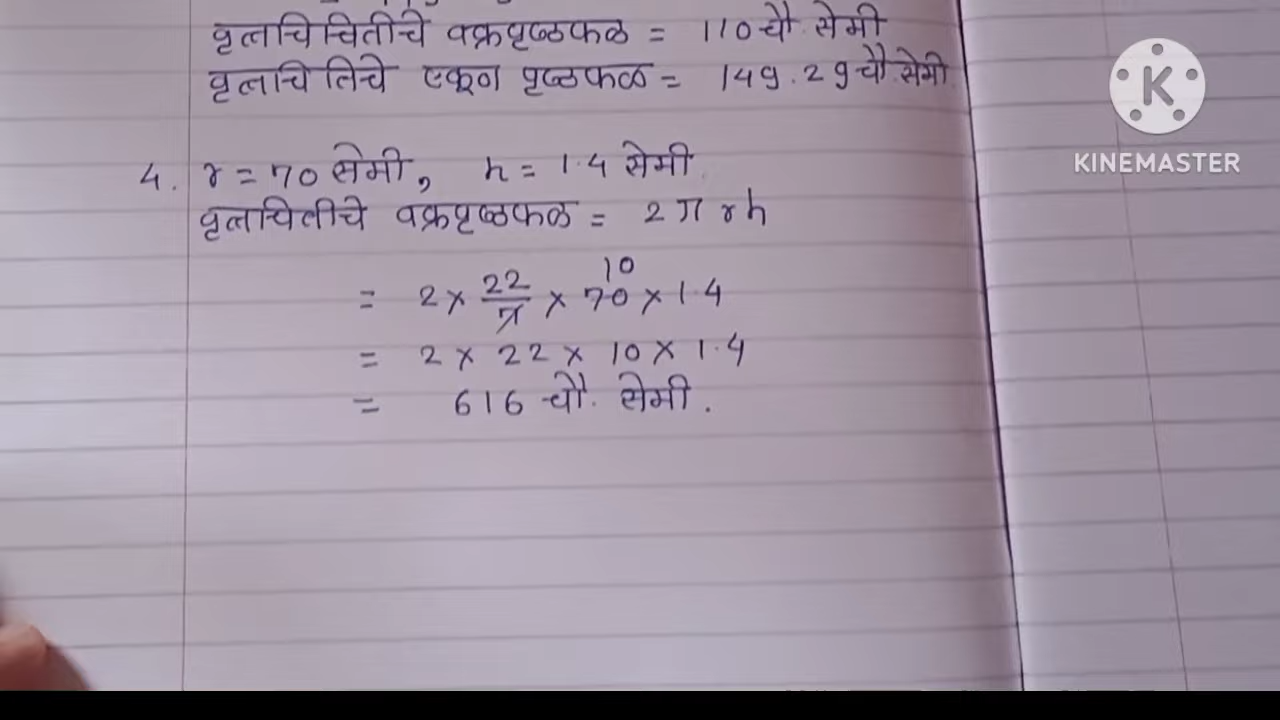 वृत्तचितीचे वक्रपृष्ठफळ = 110 चौ. सेमी
वृत्तचितिचे एकूण पृष्ठफळ = 149.29 चौ. सेमी.
K
KINEMASTER
4. r = 70 सेमी, h = 1.4 सेमी.
वृत्तचितीचे वक्रपृष्ठफळ = 2 π r h
= 2 × 22/7 × 70 × 1.4
10
= 2 × 22 × 10 × 1.4
= 616 चौ. सेमी.